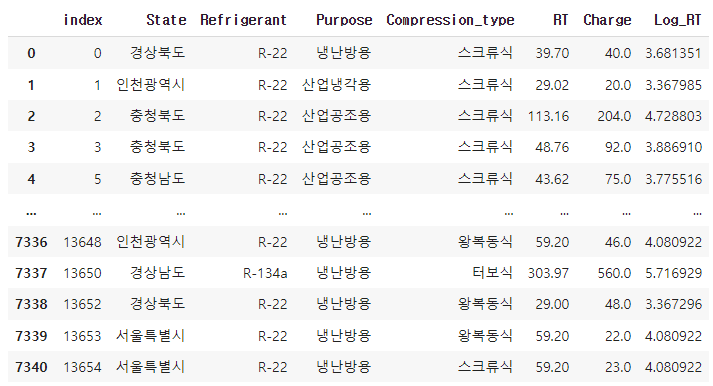 index State Refrigerant Purpose Compression_type RT Charge Log_RT
0 0 경상북도 R-22 냉난방용 스크류식 39.70 40.0 3.681351
1 1 인천광역시 R-22 산업냉각용 스크류식 29.02 20.0 3.367985
2 2 충청북도 R-22 산업공조용 스크류식 113.16 204.0 4.728803
3 3 충청북도 R-22 산업공조용 스크류식 48.76 92.0 3.886910
4 5 충청남도 R-22 산업공조용 스크류식 43.62 75.0 3.775516
... ... ... ... ... ... ... ... ...
7336 13648 인천광역시 R-22 냉난방용 왕복동식 59.20 46.0 4.080922
7337 13650 경상남도 R-134a 냉난방용 터보식 303.97 560.0 5.716929
7338 13652 경상북도 R-22 냉난방용 왕복동식 29.00 48.0 3.367296
7339 13653 서울특별시 R-22 냉난방용 왕복동식 59.20 22.0 4.080922
7340 13654 서울특별시 R-22 냉난방용 스크류식 59.20 23.0 4.080922